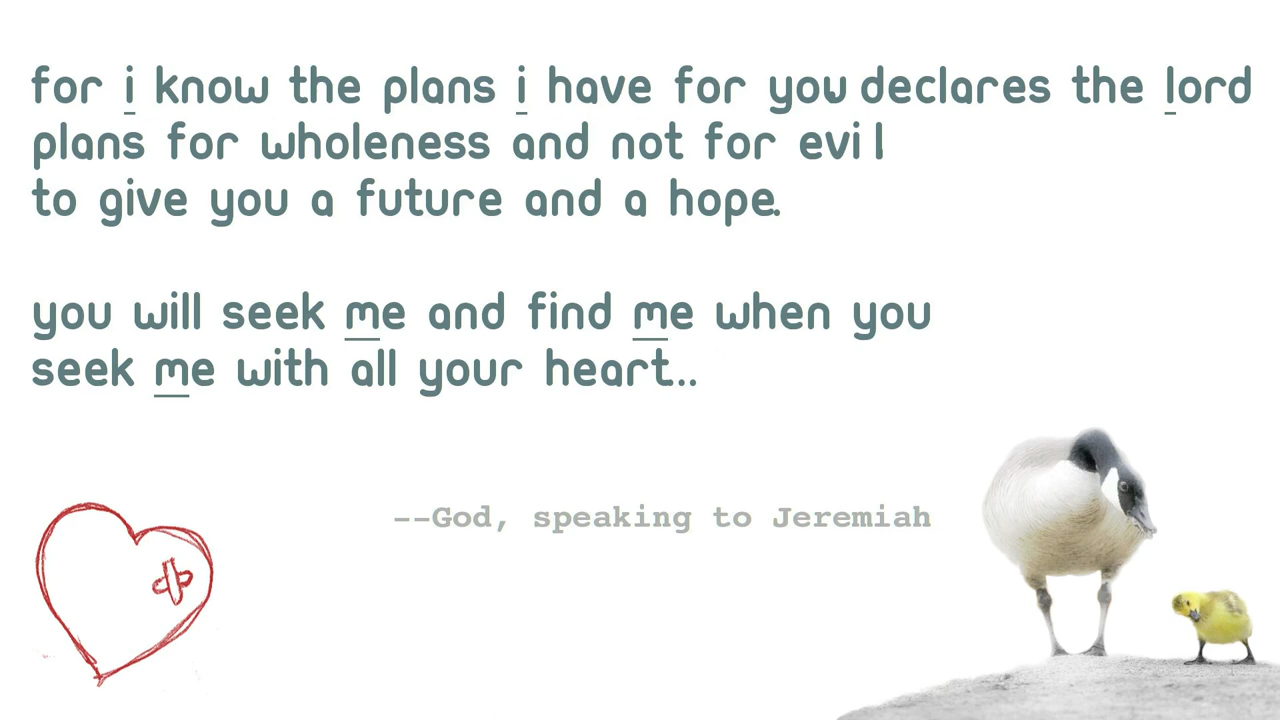 for i know the plans i have for you declares the lord
plans for wholeness and not for evil
to give you a future and a hope.
you will seek me and find me when you
seek me with all your heart..
--God, speaking to Jeremiah